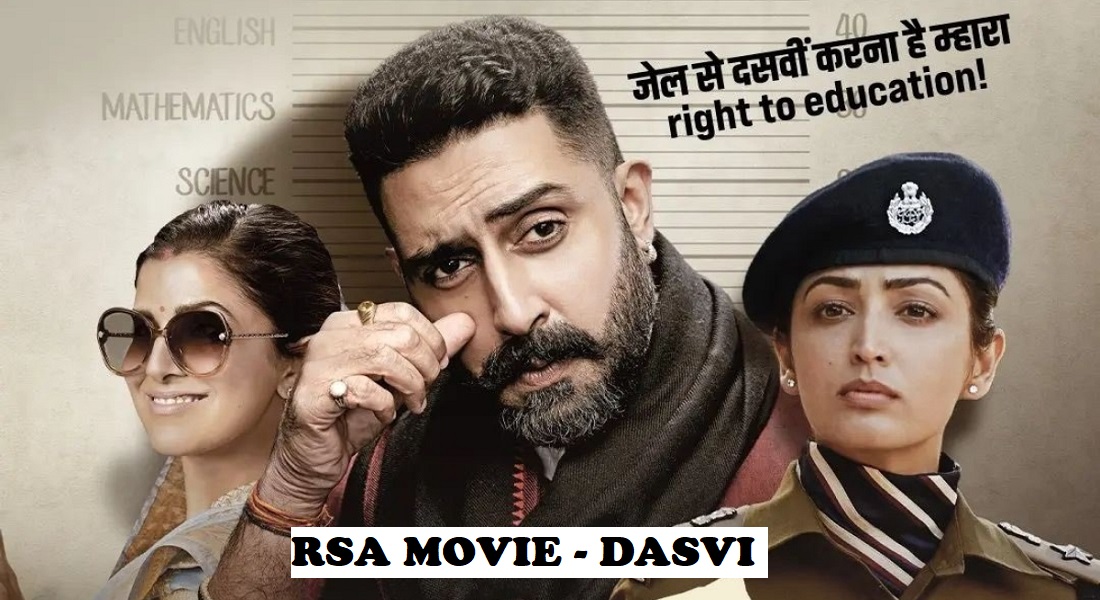 ENGLISH
MATHEMATICS
SCIENCE
40
जेल से दसवीं करना है म्हारा
right to education!
RSA MOVIE - DASVI